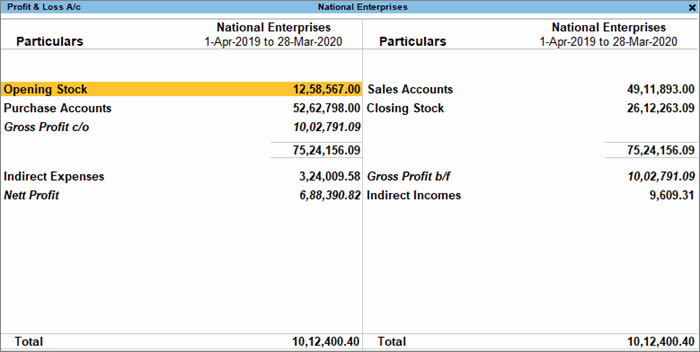 Profit & Loss A/c National Enterprises
Particulars National Enterprises 1-Apr-2019 to 28-Mar-2020 Particulars National Enterprises 1-Apr-2019 to 28-Mar-2020
Opening Stock 12,58,567.00 Sales Accounts 49,11,893.00
Purchase Accounts 52,62,798.00 Closing Stock 26,12,263.09
Gross Profit c/o 10,02,791.09
75,24,156.09 75,24,156.09
Indirect Expenses 3,24,009.58 Gross Profit b/f 10,02,791.09
Nett Profit 6,88,390.82 Indirect Incomes 9,609.31
Total 10,12,400.40 Total 10,12,400.40